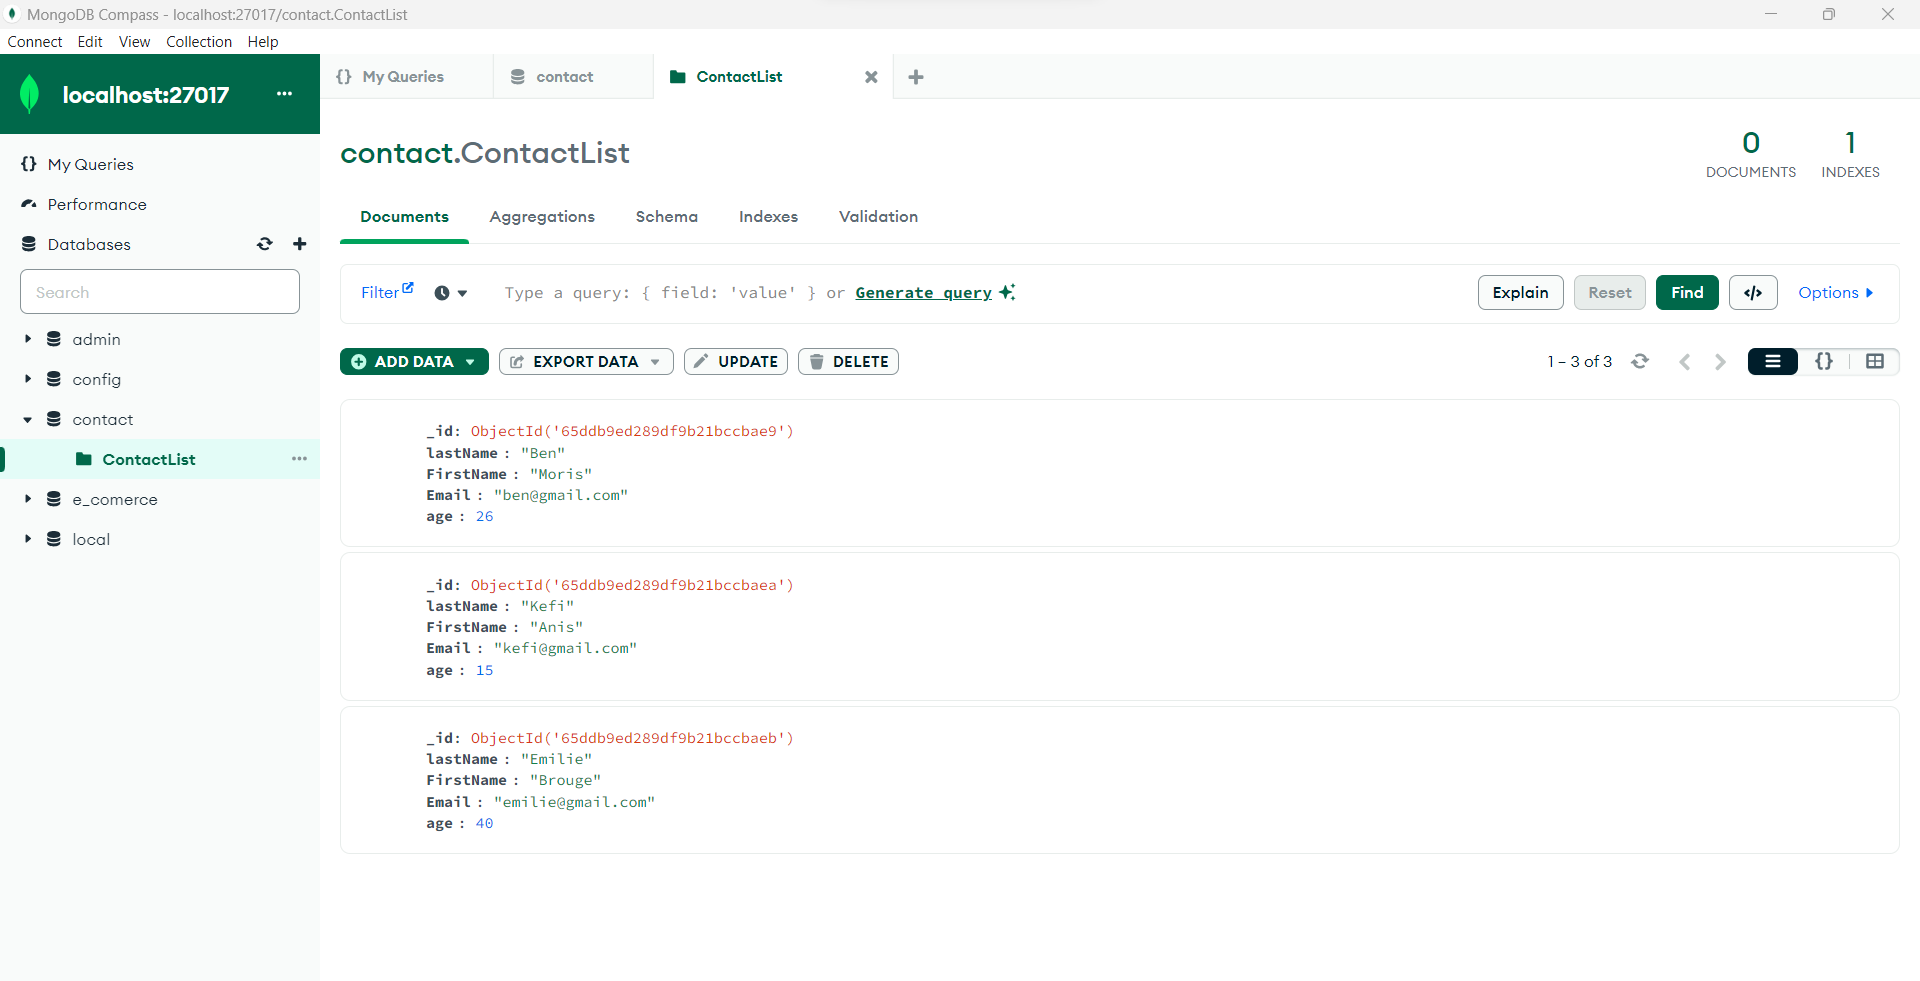 MongoDB Compass - localhost:27017/contact.ContactList
Connect Edit View Collection Help
localhost:27017
My Queries
contact
ContactList
My Queries
Performance
Databases
Search
admin
config
contact
ContactList
e_comerce
local
contact.ContactList
0
DOCUMENTS
1
INDEXES
Documents Aggregations Schema Indexes Validation
Filter Type a query: { field: 'value' } or Generate query Explain Reset Find </> Options
ADD DATA EXPORT DATA UPDATE DELETE 1 – 3 of 3 {}
_id: ObjectId('65ddb9ed289df9b21bccbae9')
lastName : "Ben"
FirstName : "Moris"
Email : "ben@gmail.com"
age : 26
_id: ObjectId('65ddb9ed289df9b21bccbaea')
lastName : "Kefi"
FirstName : "Anis"
Email : "kefi@gmail.com"
age : 15
_id: ObjectId('65ddb9ed289df9b21bccbaeb')
lastName : "Emilie"
FirstName : "Brouge"
Email : "emilie@gmail.com"
age : 40